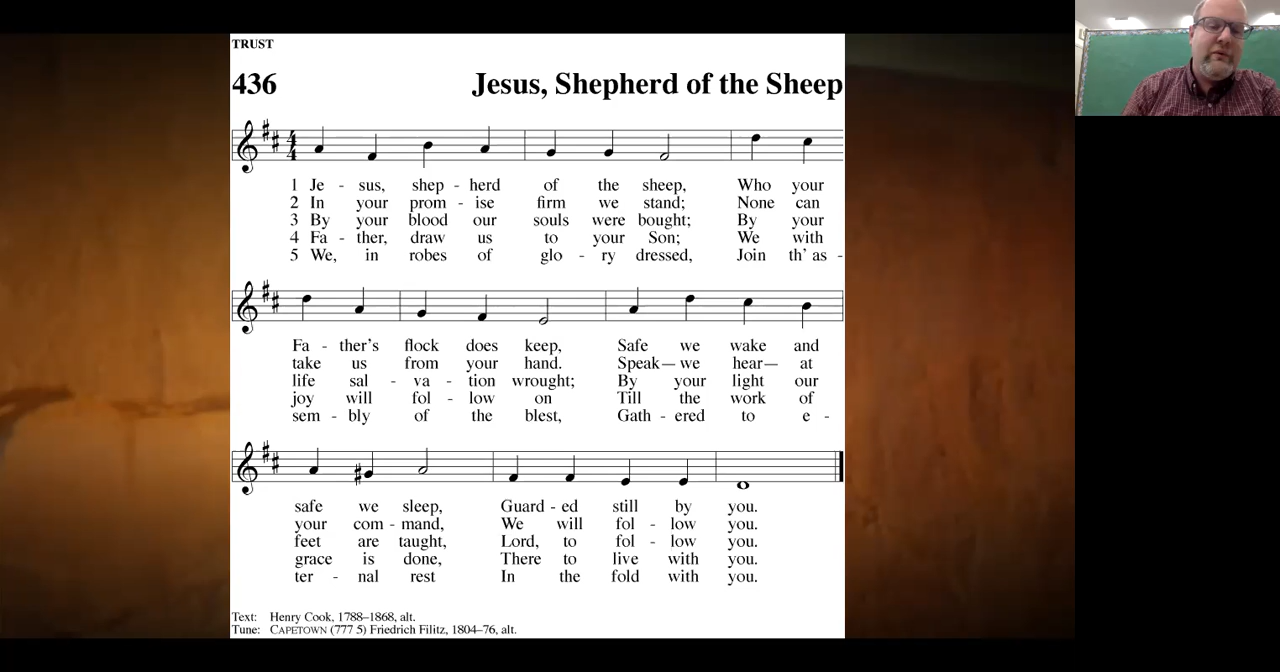 TRUST
436 Jesus, Shepherd of the Sheep
4
4
1 Je - sus, shep - herd of the sheep, Who your
2 In your prom - ise firm we stand; None can
3 By your blood our souls were bought; By your
4 Fa - ther, draw us to your Son; We with
5 We, in robes of glo - ry dressed, Join th' as -
Fa - ther's flock does keep, Safe we wake and
take us from your hand. Speak—we hear— at
life sal - va - tion wrought; By your light our
joy will fol - low on Till the work of
sem - bly of the blest, Gath - ered to e -
safe we sleep, Guard - ed still by you.
your com - mand, We will fol - low you.
feet are taught, Lord, to fol - low you.
grace is done, There to live with you.
ter - nal rest In the fold with you.
Text: Henry Cook, 1788–1868, alt.
Tune: CAPETOWN (777 5) Friedrich Filitz, 1804–76, alt.